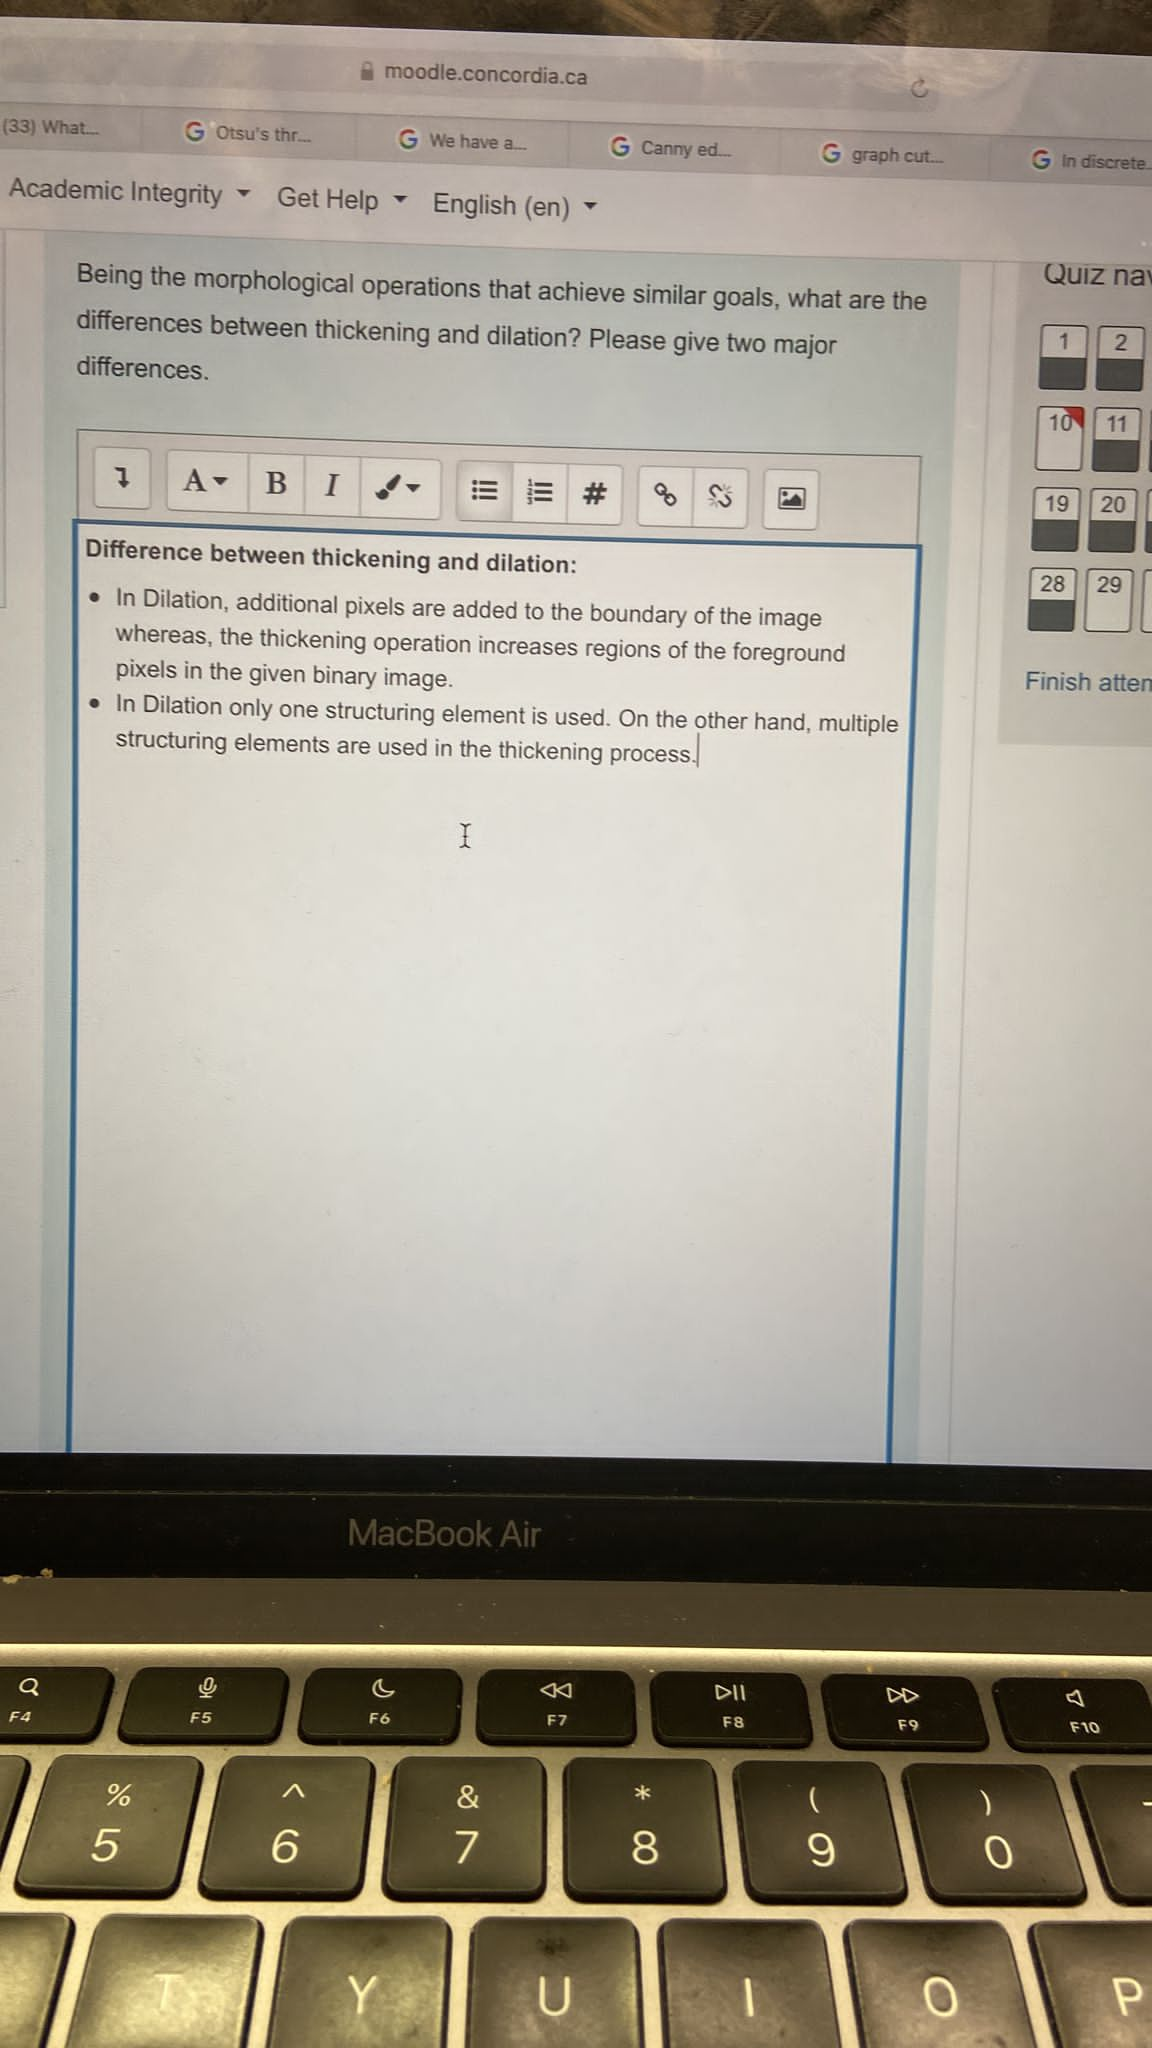 moodle.concordia.ca
(33) What...
Otsu's thr...
We have a...
Canny ed...
graph cut...
In discrete...
Academic Integrity
Get Help
English (en)
Being the morphological operations that achieve similar goals, what are the
differences between thickening and dilation? Please give two major
differences.
Quiz nav
1 2
10 11
19 20
28 29
Finish attem
A B I #
Difference between thickening and dilation:
• In Dilation, additional pixels are added to the boundary of the image
whereas, the thickening operation increases regions of the foreground
pixels in the given binary image.
• In Dilation only one structuring element is used. On the other hand, multiple
structuring elements are used in the thickening process.
MacBook Air
F4 F5 F6 F7 F8 F9 F10
% ^ & * ( )
5 6 7 8 9 0
T Y U I O P